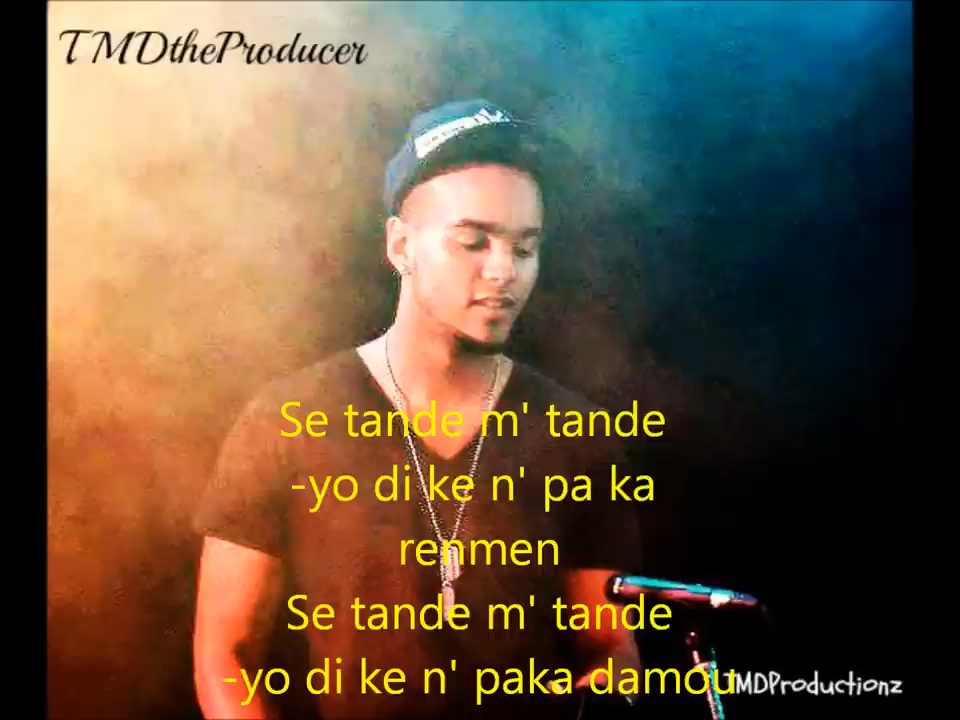 TMDtheProducer
Se tande m' tande
-yo di ke n' pa ka
renmen
Se tande m' tande
-yo di ke n' paka damou
TMDProductionz